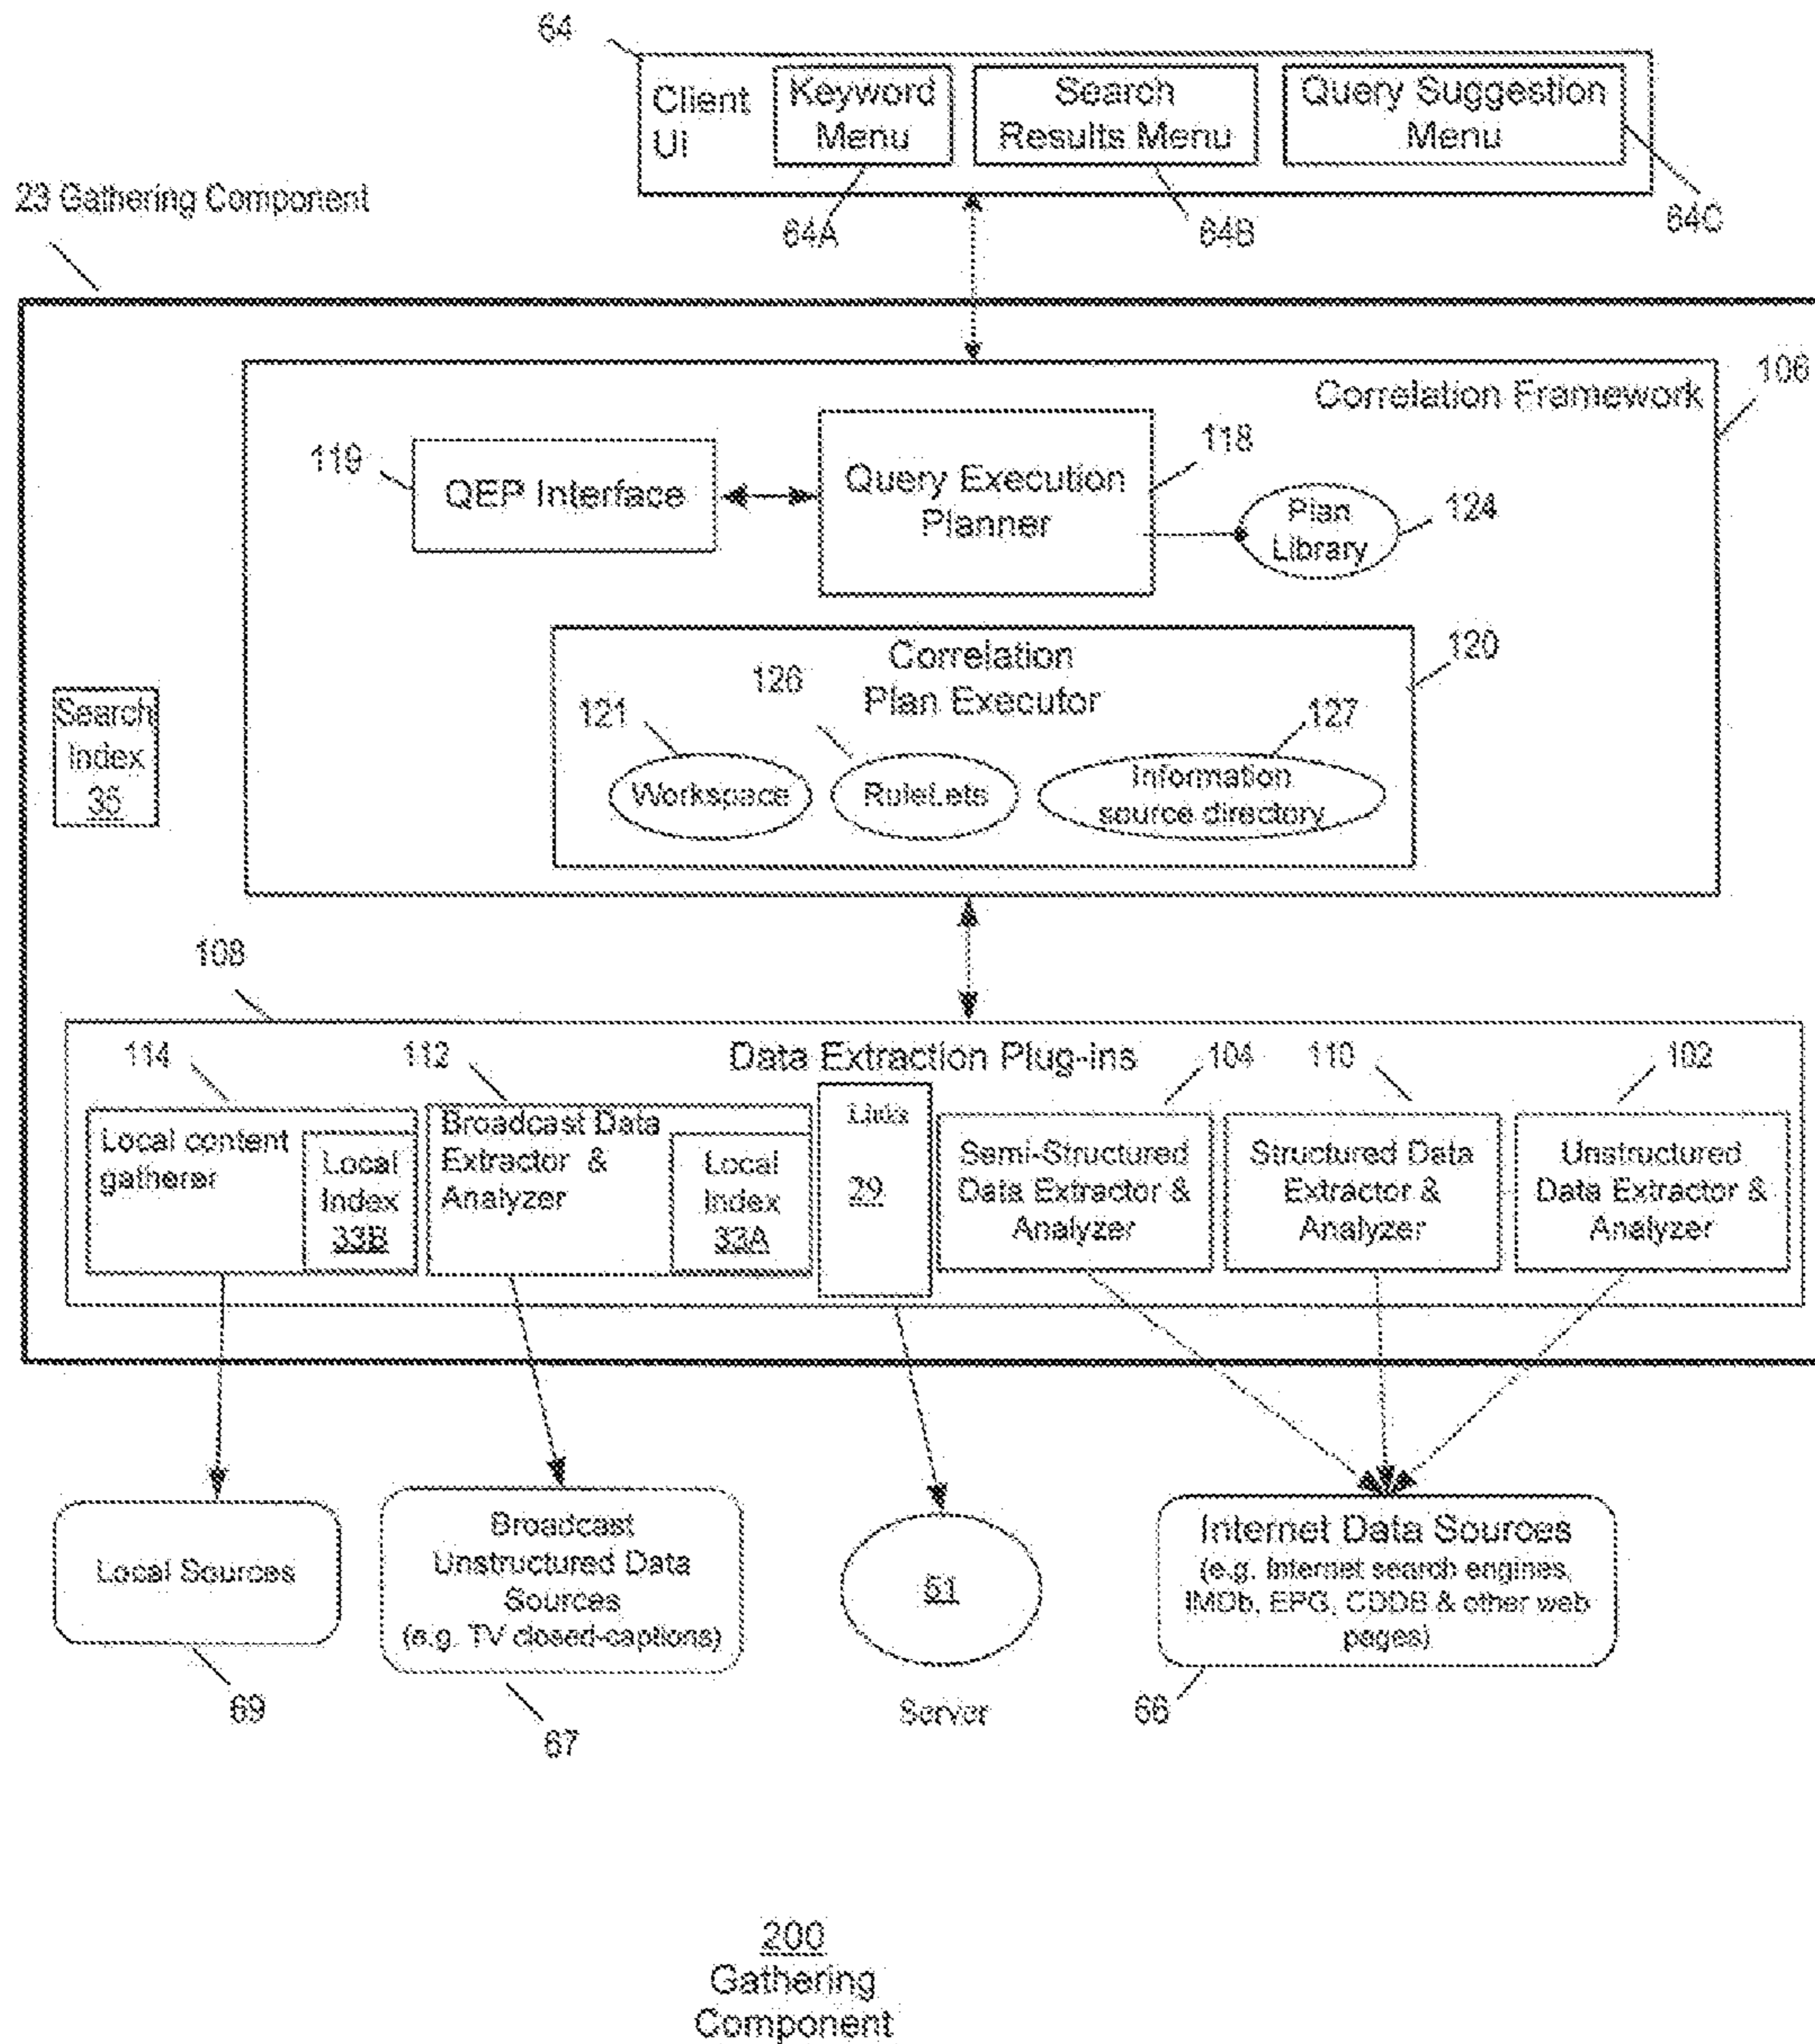 64
Client
UI
Keyword
Menu
Search
Results Menu
Query Suggestion
Menu
64A
64B
64C
23 Gathering Component
Correlation Framework
106
119
QEP Interface
Query Execution
Planner
118
Plan
Library
124
Correlation
Plan Executor
120
121
126
127
Workspace
RuleLets
Information
source directory
Search
Index
35
108
Data Extraction Plug-ins
114
112
104
110
102
Local content
gatherer
Local
Index
33B
Broadcast Data
Extractor &
Analyzer
Local
Index
33A
29
Semi-Structured
Data Extractor &
Analyzer
Structured Data
Extractor &
Analyzer
Unstructured
Data Extractor &
Analyzer
Local Sources
69
Broadcast
Unstructured Data
Sources
(e.g. TV closed-captions)
67
51
Server
Internet Data Sources
(e.g. Internet search engines,
IMDb, EPG, CDDB & other web
pages)
66
200
Gathering
Component